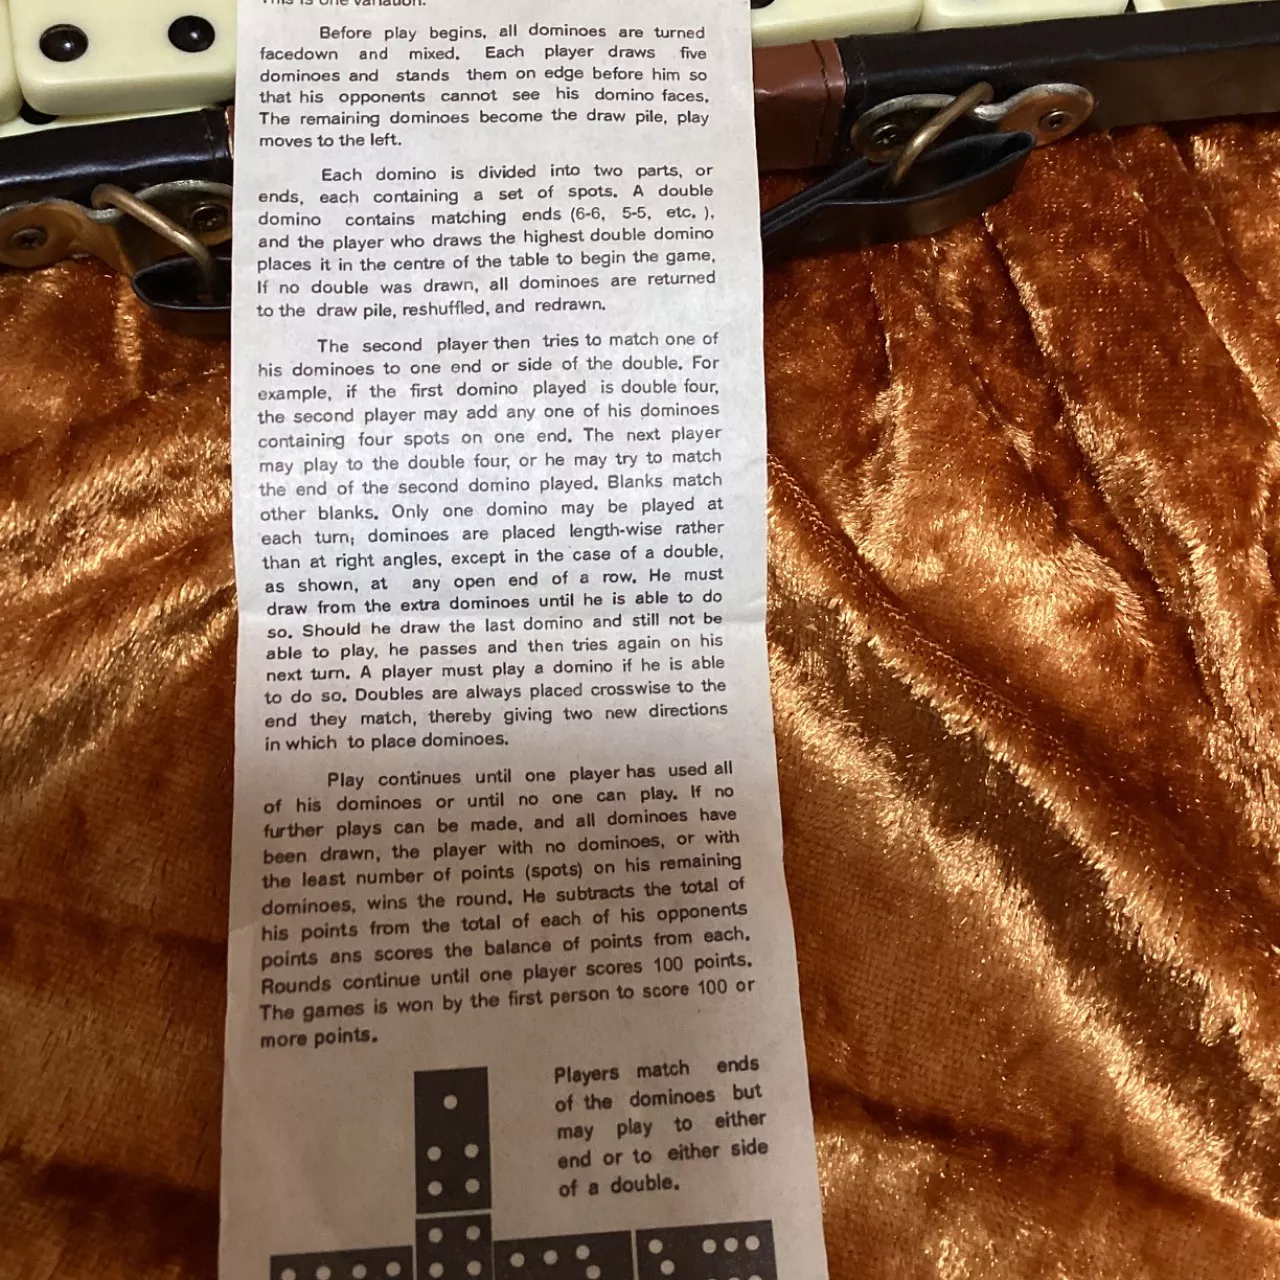 This is one variation.
Before play begins, all dominoes are turned
facedown and mixed. Each player draws five
dominoes and stands them on edge before him so
that his opponents cannot see his domino faces.
The remaining dominoes become the draw pile, play
moves to the left.
Each domino is divided into two parts, or
ends, each containing a set of spots. A double
domino contains matching ends (6-6, 5-5, etc. ),
and the player who draws the highest double domino
places it in the centre of the table to begin the game,
If no double was drawn, all dominoes are returned
to the draw pile, reshuffled, and redrawn.
The second player then tries to match one of
his dominoes to one end or side of the double. For
example, if the first domino played is double four,
the second player may add any one of his dominoes
containing four spots on one end. The next player
may play to the double four, or he may try to match
the end of the second domino played. Blanks match
other blanks. Only one domino may be played at
each turn; dominoes are placed length-wise rather
than at right angles, except in the case of a double,
as shown, at any open end of a row. He must
draw from the extra dominoes until he is able to do
so. Should he draw the last domino and still not be
able to play, he passes and then tries again on his
next turn. A player must play a domino if he is able
to do so. Doubles are always placed crosswise to the
end they match, thereby giving two new directions
in which to place dominoes.
Play continues until one player has used all
of his dominoes or until no one can play. If no
further plays can be made, and all dominoes have
been drawn, the player with no dominoes, or with
the least number of points (spots) on his remaining
dominoes, wins the round. He subtracts the total of
his points from the total of each of his opponents
points ans scores the balance of points from each.
Rounds continue until one player scores 100 points.
The games is won by the first person to score 100 or
more points.
Players match ends
of the dominoes but
may play to either
end or to either side
of a double.